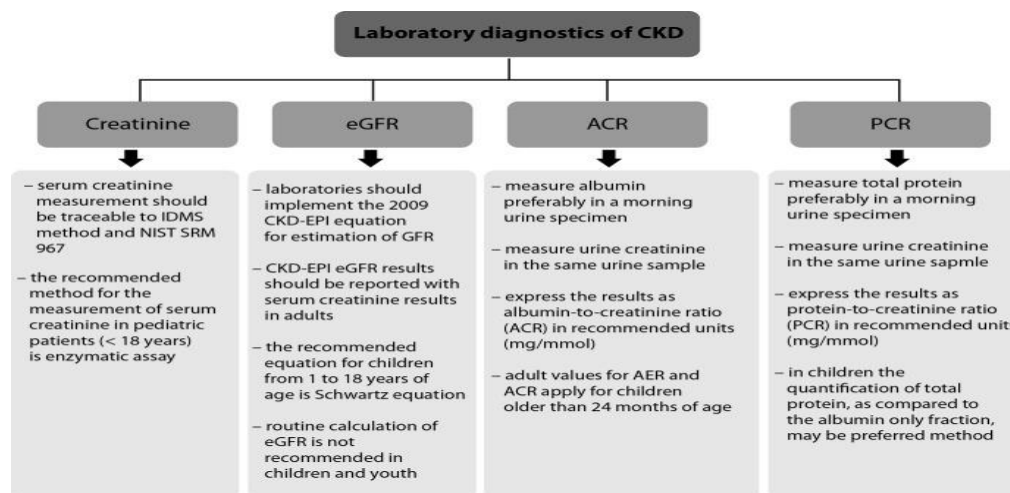 Laboratory diagnostics of CKD
Creatinine
– serum creatinine
measurement should
be traceable to IDMS
method and NIST SRM
967
– the recommended
method for the
measurement of serum
creatinine in pediatric
patients (< 18 years)
is enzymatic assay
eGFR
– laboratories should
implement the 2009
CKD-EPI equation
for estimation of GFR
– CKD-EPI eGFR results
should be reported with
serum creatinine results
in adults
– the recommended
equation for children
from 1 to 18 years of
age is Schwartz equation
– routine calculation of
eGFR is not
recommended in
children and youth
ACR
– measure albumin
preferably in a morning
urine specimen
– measure urine creatinine
in the same urine sample
– express the results as
albumin-to-creatinine ratio
(ACR) in recommended units
(mg/mmol)
– adult values for AER and
ACR apply for children
older than 24 months of age
PCR
– measure total protein
preferably in a morning
urine specimen
– measure urine creatinine
in the same urine sapmle
– express the results as
protein-to-creatinine ratio
(PCR) in recommended unit
(mg/mmol)
– in children the
quantification of total
protein, as compared to
the albumin only fraction,
may be preferred method